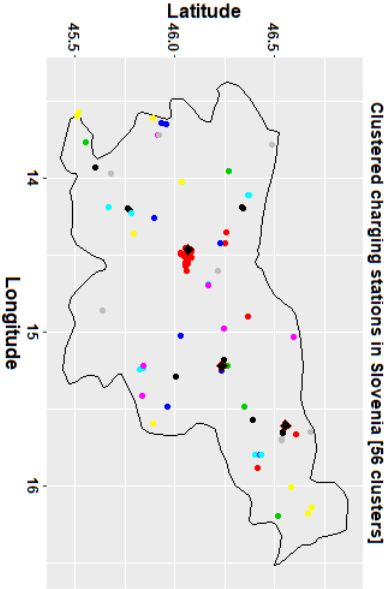 Clustered charging stations in Slovenia [56 clusters]
Latitude
45.5
46.0
46.5
14
15
16
Longitude